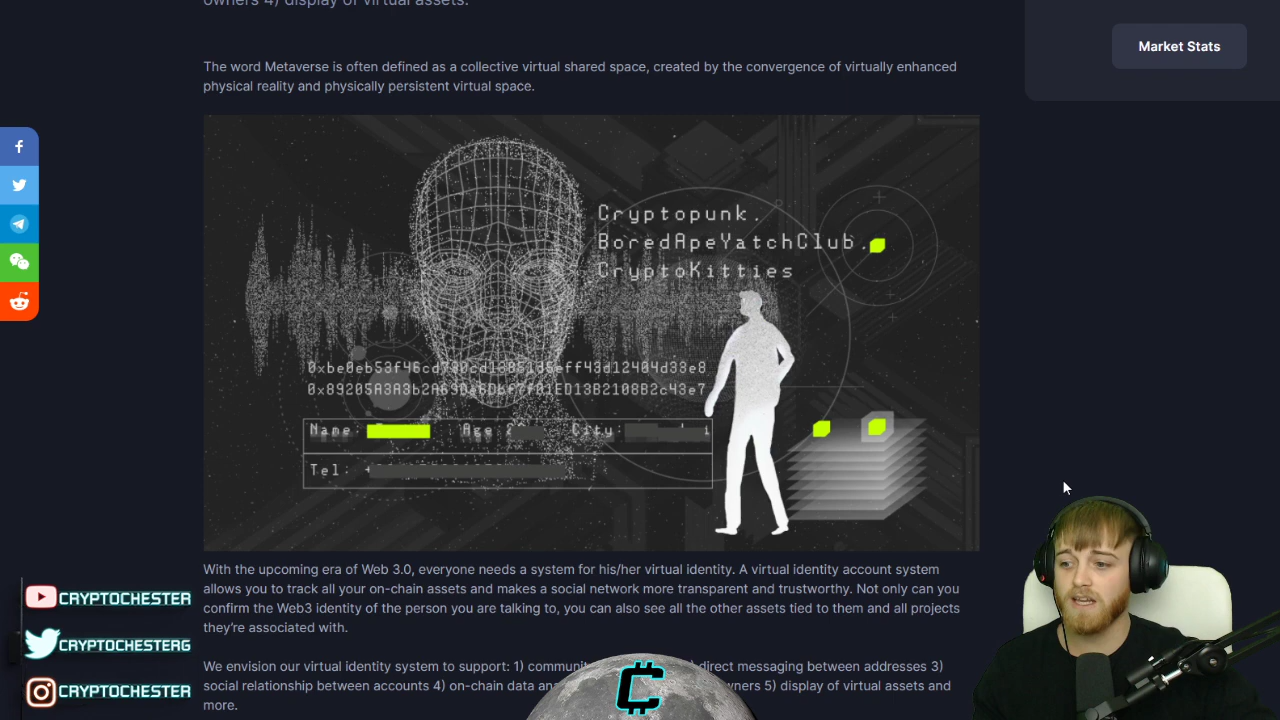 owners 4) display of virtual assets.
Market Stats
The word Metaverse is often defined as a collective virtual shared space, created by the convergence of virtually enhanced
physical reality and physically persistent virtual space.
Cryptopunk.
BoredApeYatchClub.
CryptoKitties
Name: Age 2 City: i
Tel: +
With the upcoming era of Web 3.0, everyone needs a system for his/her virtual identity. A virtual identity account system
allows you to track all your on-chain assets and makes a social network more transparent and trustworthy. Not only can you
confirm the Web3 identity of the person you are talking to, you can also see all the other assets tied to them and all projects
they're associated with.
We envision our virtual identity system to support: 1) direct messaging between addresses 3)
social relationship between accounts 4) on-chain data 5) display of virtual assets and
more.
CRYPTOCHESTER
CRYPTOCHESTERG
CRYPTOCHESTER